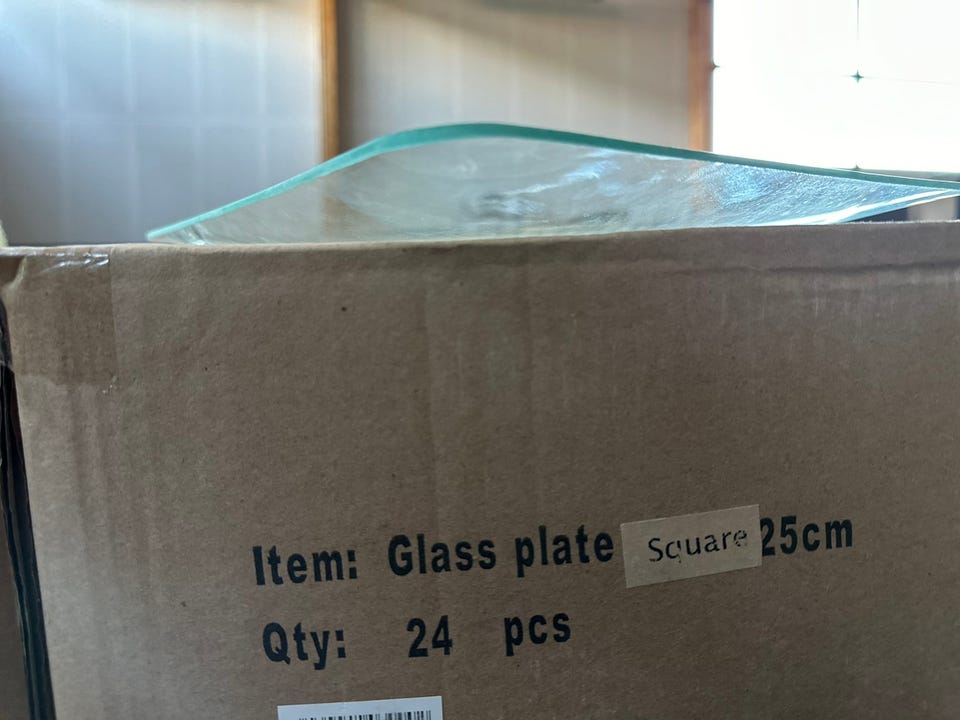 Item: Glass plate Square 25cm
Qty: 24 pcs